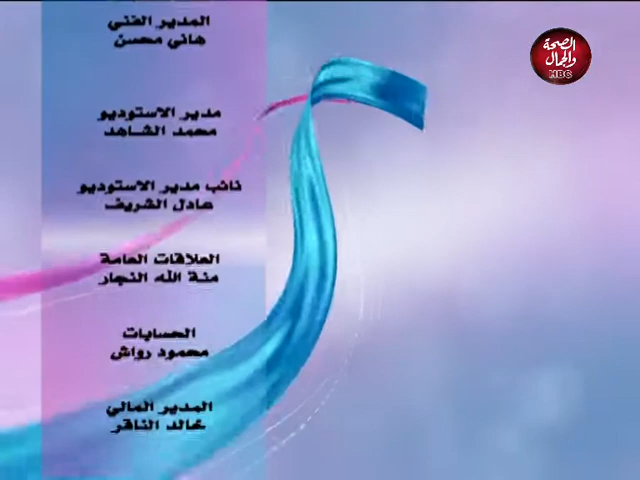 المدير الفني
هاني محسن
الصحة
والجمال
HBC
مدير الاستوديو
محمد الشاهد
نائب مدير الاستوديو
عادل الشريف
العلاقات العامة
منة الله النجار
الحسابات
محمود رواش
المدير المالي
خالد الناقر